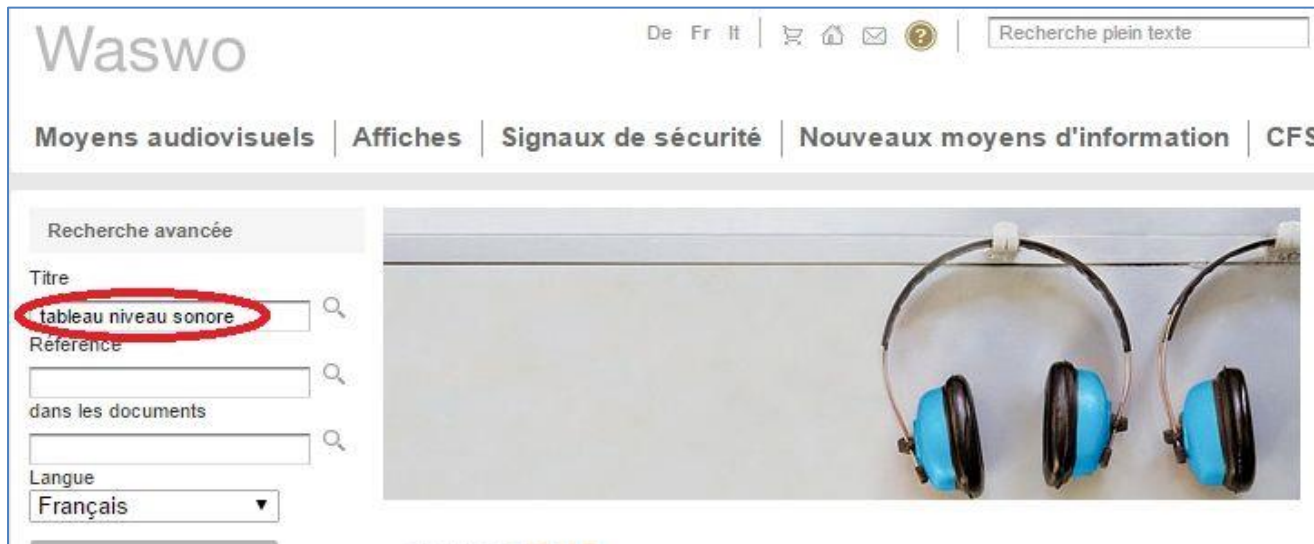 Waswo
De Fr It
Recherche plein texte
Moyens audiovisuels
Affiches
Signaux de sécurité
Nouveaux moyens d'information
CFS
Recherche avancée
Titre
tableau niveau sonore
Référence
dans les documents
Langue
Français